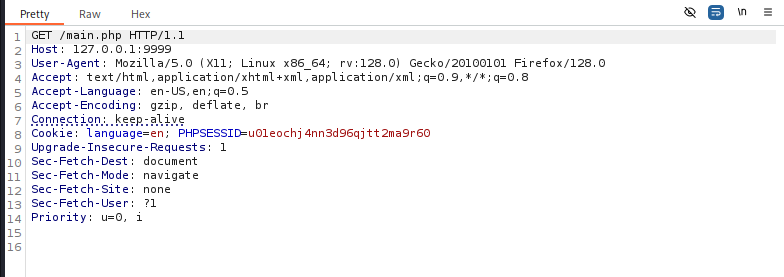 Pretty Raw Hex \n
1 GET /main.php HTTP/1.1
2 Host: 127.0.0.1:9999
3 User-Agent: Mozilla/5.0 (X11; Linux x86_64; rv:128.0) Gecko/20100101 Firefox/128.0
4 Accept: text/html,application/xhtml+xml,application/xml;q=0.9,*/*;q=0.8
5 Accept-Language: en-US,en;q=0.5
6 Accept-Encoding: gzip, deflate, br
7 Connection: keep-alive
8 Cookie: language=en; PHPSESSID=u01eochj4nn3d96qjtt2ma9r60
9 Upgrade-Insecure-Requests: 1
10 Sec-Fetch-Dest: document
11 Sec-Fetch-Mode: navigate
12 Sec-Fetch-Site: none
13 Sec-Fetch-User: ?1
14 Priority: u=0, i
15
16